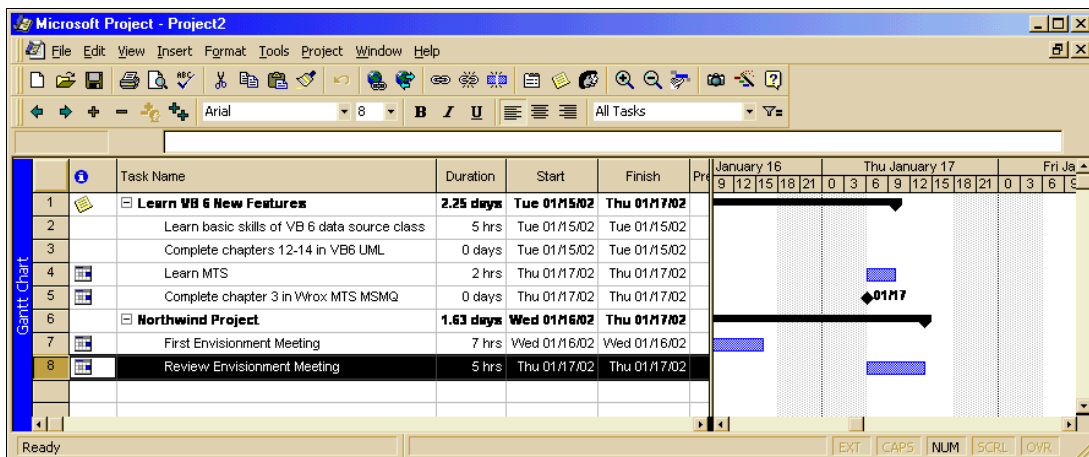 Microsoft Project - Project2
File Edit View Insert Format Tools Project Window Help
ABC
Arial 8 B I U All Tasks
Task Name Duration Start Finish Pre January 16 Thu January 17 Fri Ja
9 12 15 18 21 0 3 6 9 12 15 18 21 0 3 6 9
1 Learn VB 6 New Features 2.25 days Tue 01/15/02 Thu 01/17/02
2 Learn basic skills of VB 6 data source class 5 hrs Tue 01/15/02 Tue 01/15/02
3 Complete chapters 12-14 in VB6 UML 0 days Tue 01/15/02 Tue 01/15/02
4 Learn MTS 2 hrs Thu 01/17/02 Thu 01/17/02
5 Complete chapter 3 in Wrox MTS MSMQ 0 days Thu 01/17/02 Thu 01/17/02 01/17
6 Northwind Project 1.63 days Wed 01/16/02 Thu 01/17/02
7 First Envisionment Meeting 7 hrs Wed 01/16/02 Wed 01/16/02
8 Review Envisionment Meeting 5 hrs Thu 01/17/02 Thu 01/17/02
Gantt Chart
Ready EXT CAPS NUM SCRL OVR